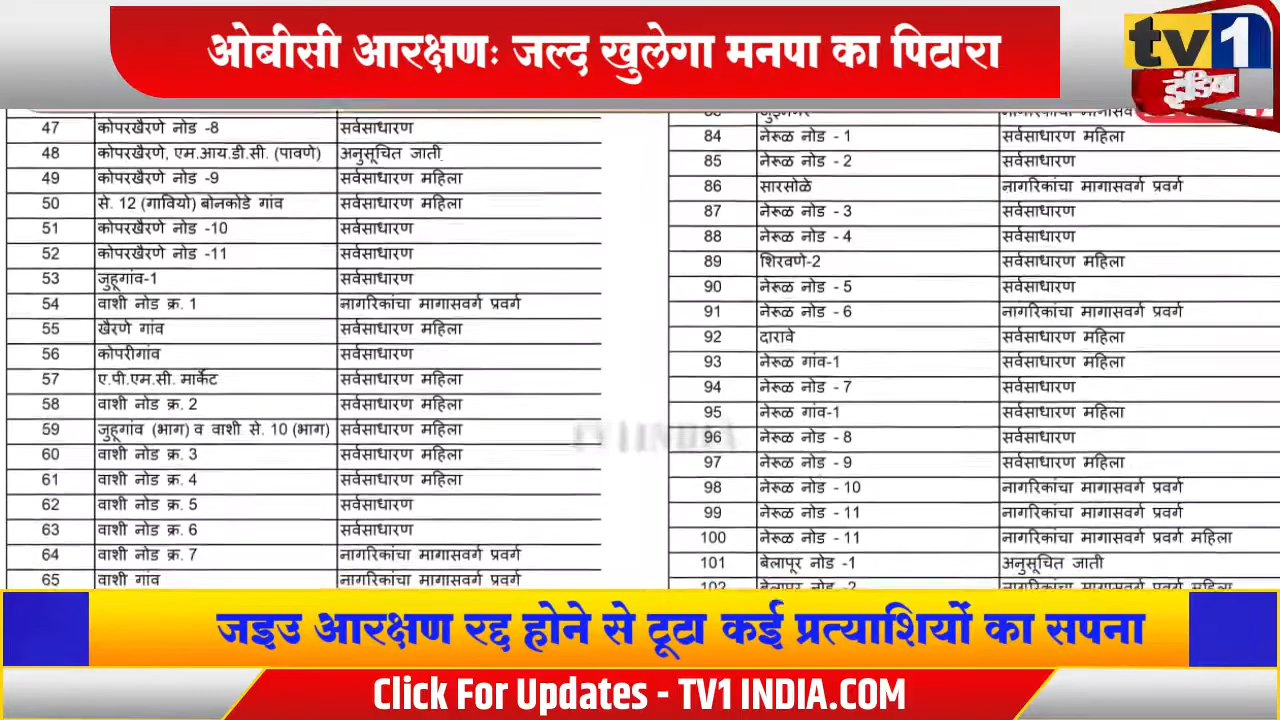 ओबीसी आरक्षणः जल्द खुलेगा मनपा का पिटारा
tv1
इंडिया
47 कोपरखैरणे नोड -8 सर्वसाधारण
48 कोपरखैरणे, एम.आय.डी.सी. (पावणे) अनुसूचित जाती
49 कोपरखैरणे नोड -9 सर्वसाधारण महिला
50 से. 12 (गावियो) बोनकोडे गांव सर्वसाधारण महिला
51 कोपरखैरणे नोड -10 सर्वसाधारण
52 कोपरखैरणे नोड -11 सर्वसाधारण
53 जुहूगांव-1 सर्वसाधारण
54 वाशी नोड क्र. 1 नागरिकांचा मागासवर्ग प्रवर्ग
55 खैरणे गांव सर्वसाधारण महिला
56 कोपरीगांव सर्वसाधारण
57 ए.पी.एम.सी. मार्केट सर्वसाधारण महिला
58 वाशी नोड क्र. 2 सर्वसाधारण महिला
59 जुहूगांव (भाग) व वाशी से. 10 (भाग) सर्वसाधारण महिला
60 वाशी नोड क्र. 3 सर्वसाधारण महिला
61 वाशी नोड क्र. 4 सर्वसाधारण महिला
62 वाशी नोड क्र. 5 सर्वसाधारण
63 वाशी नोड क्र. 6 सर्वसाधारण
64 वाशी नोड क्र. 7 नागरिकांचा मागासवर्ग प्रवर्ग
65 वाशी गांव नागरिकांचा मागासवर्ग प्रवर्ग
84 नेरूळ नोड - 1 सर्वसाधारण महिला
85 नेरूळ नोड - 2 सर्वसाधारण
86 सारसोळे नागरिकांचा मागासवर्ग प्रवर्ग
87 नेरूळ नोड - 3 सर्वसाधारण
88 नेरूळ नोड - 4 सर्वसाधारण
89 शिरवणे-2 सर्वसाधारण महिला
90 नेरूळ नोड - 5 सर्वसाधारण
91 नेरूळ नोड - 6 नागरिकांचा मागासवर्ग प्रवर्ग
92 दारावे सर्वसाधारण महिला
93 नेरूळ गांव-1 सर्वसाधारण महिला
94 नेरूळ नोड - 7 सर्वसाधारण
95 नेरूळ गांव-1 सर्वसाधारण महिला
96 नेरूळ नोड - 8 सर्वसाधारण
97 नेरूळ नोड - 9 सर्वसाधारण महिला
98 नेरूळ नोड - 10 नागरिकांचा मागासवर्ग प्रवर्ग
99 नेरूळ नोड - 11 नागरिकांचा मागासवर्ग प्रवर्ग
100 नेरूळ नोड - 11 नागरिकांचा मागासवर्ग प्रवर्ग महिला
101 बेलापूर नोड -1 अनुसूचित जाती
102 बेलापूर नोड -2 नागरिकांचा मागासवर्ग प्रवर्ग महिला
TV1 INDIA
जइउ आरक्षण रद्द होने से टूटा कई प्रत्याशियों का सपना
Click For Updates - TV1 INDIA.COM